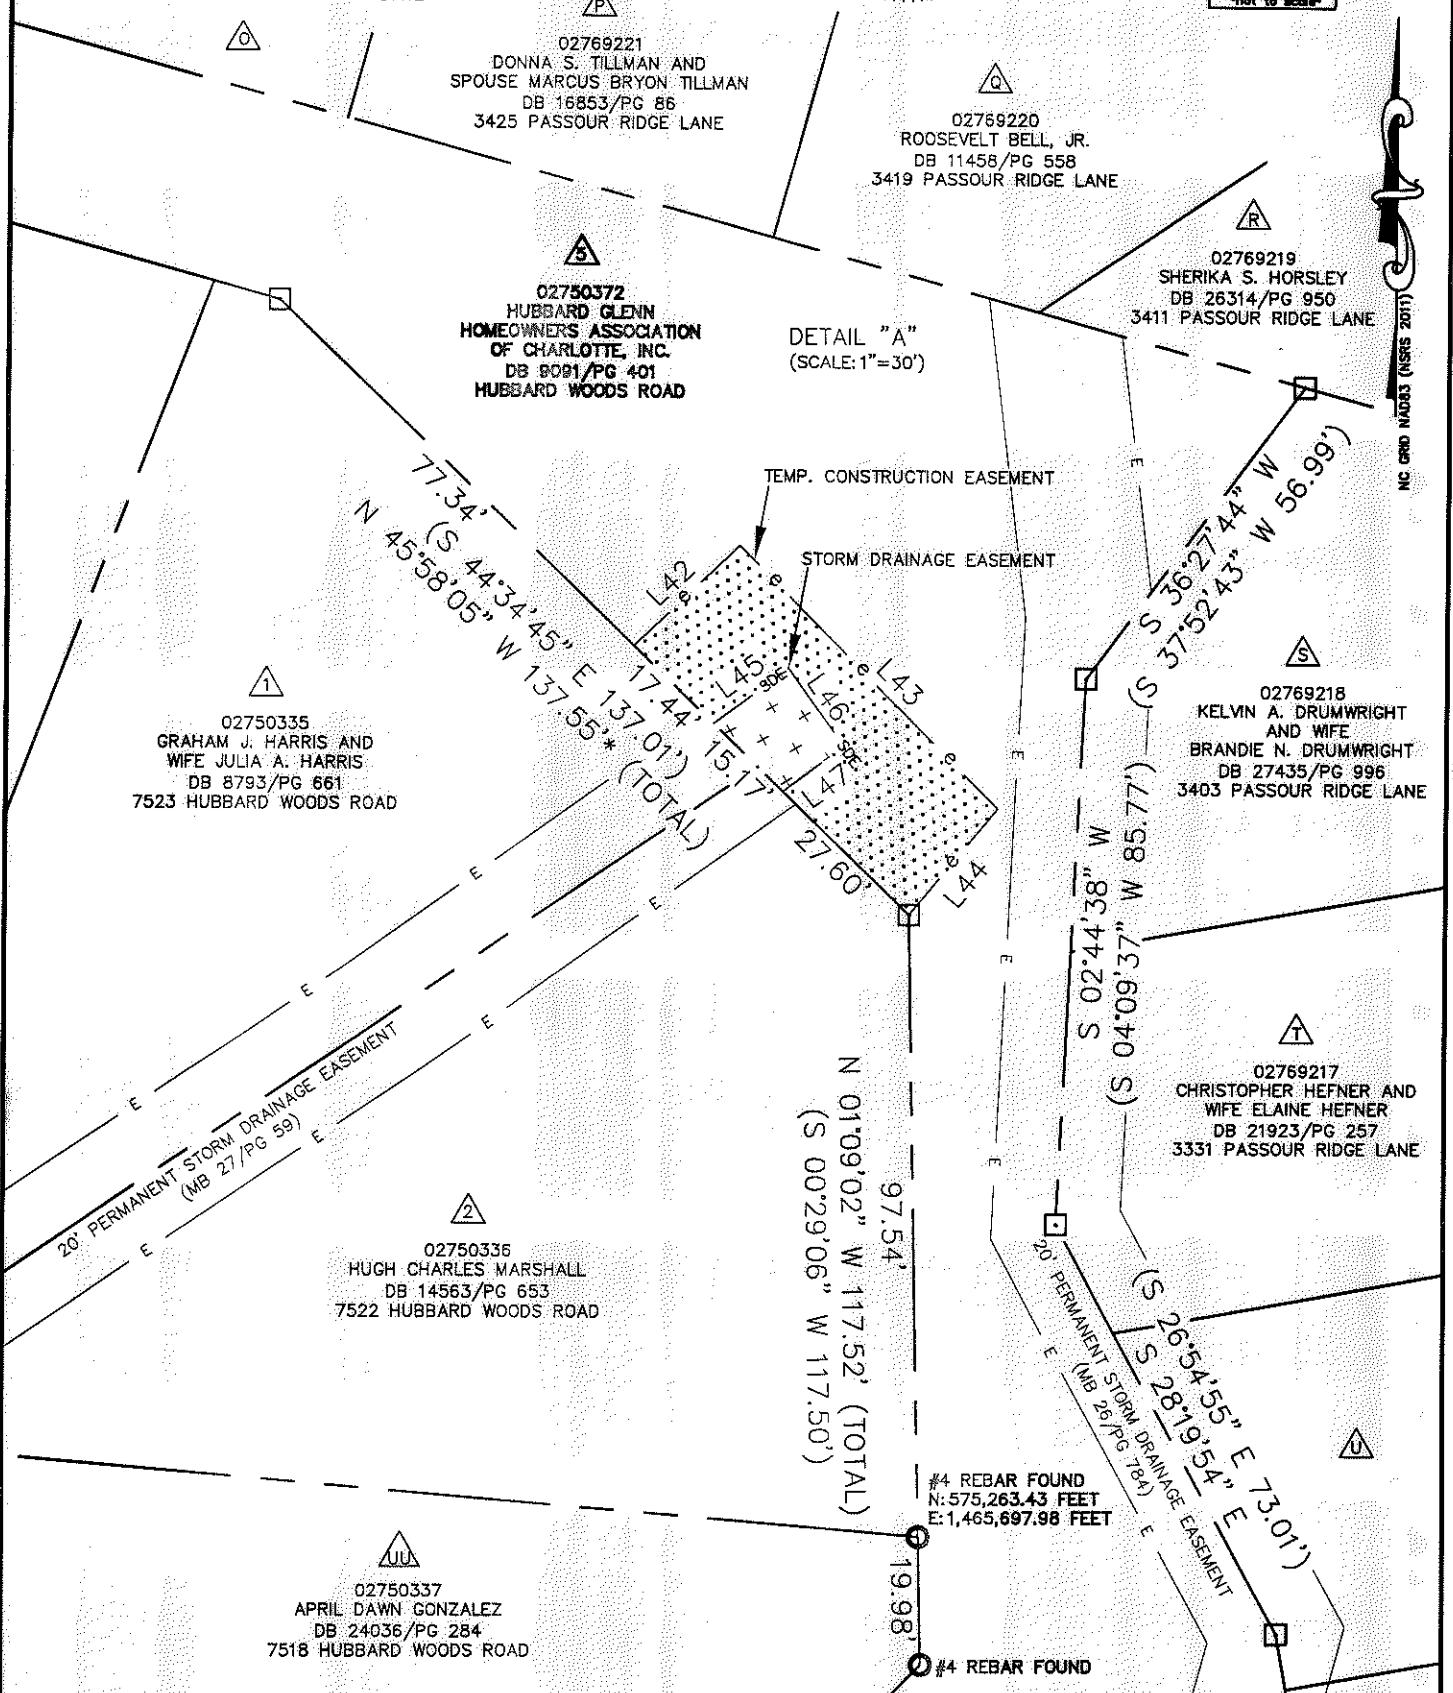 "not to scale"
O
P
02769221
DONNA S. TILLMAN AND
SPOUSE MARCUS BRYON TILLMAN
DB 16853/PG 86
3425 PASSOUR RIDGE LANE
Q
02769220
ROOSEVELT BELL, JR.
DB 11458/PG 558
3419 PASSOUR RIDGE LANE
R
02769219
SHERIKA S. HORSLEY
DB 26314/PG 950
3411 PASSOUR RIDGE LANE
NC GRID NAD83 (NSRS 2011)
5
02750372
HUBBARD GLENN
HOMEOWNERS ASSOCIATION
OF CHARLOTTE, INC.
DB 9091/PG 401
HUBBARD WOODS ROAD
DETAIL "A"
(SCALE: 1"=30')
TEMP. CONSTRUCTION EASEMENT
STORM DRAINAGE EASEMENT
77.34'
(S 44°34'45" E 137.01')
N 45°58'05" W 137.55'*
(TOTAL)
L42
e
e
L43
e
e
e
L44
L45
SDE
L46
SDE
L47
17.44'
15.17'
27.60'
E
S 36°27'44" W
(S 37°52'43" W 56.99')
S
02769218
KELVIN A. DRUMWRIGHT
AND WIFE
BRANDIE N. DRUMWRIGHT
DB 27435/PG 996
3403 PASSOUR RIDGE LANE
1
02750335
GRAHAM J. HARRIS AND
WIFE JULIA A. HARRIS
DB 8793/PG 661
7523 HUBBARD WOODS ROAD
E
E
E
E
E
E
E
E
E
E
S 02°44'38" W
(S 04°09'37" W 85.77')
T
02769217
CHRISTOPHER HEFNER AND
WIFE ELAINE HEFNER
DB 21923/PG 257
3331 PASSOUR RIDGE LANE
20' PERMANENT STORM DRAINAGE EASEMENT
(MB 27/PG 59)
97.54'
N 01°09'02" W 117.52' (TOTAL)
(S 00°29'06" W 117.50')
2
02750336
HUGH CHARLES MARSHALL
DB 14563/PG 653
7522 HUBBARD WOODS ROAD
(S 26°54'55" E 73.01')
S 28°19'54" E
20' PERMANENT STORM DRAINAGE EASEMENT
(MB 26/PG 784)
E
E
U
#4 REBAR FOUND
N:575,263.43 FEET
E:1,465,697.98 FEET
19.98'
UU
02750337
APRIL DAWN GONZALEZ
DB 24036/PG 284
7518 HUBBARD WOODS ROAD
#4 REBAR FOUND